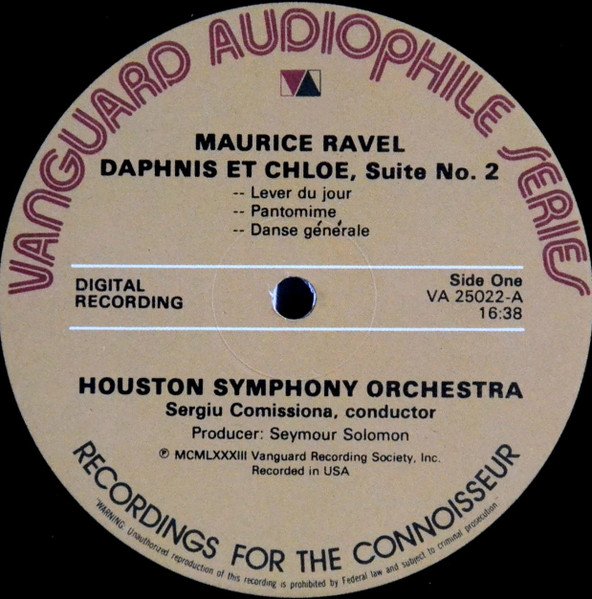 VANGUARD AUDIOPHILE SERIES
MAURICE RAVEL
DAPHNIS ET CHLOE, Suite No. 2
-- Lever du jour
-- Pantomime
-- Danse générale
DIGITAL
RECORDING
Side One
VA 25022-A
16:38
HOUSTON SYMPHONY ORCHESTRA
Sergiu Comissiona, conductor
Producer: Seymour Solomon
℗ MCMLXXXIII Vanguard Recording Society, Inc.
Recorded in USA
RECORDINGS FOR THE CONNOISSEUR
"WARNING: Unauthorized reproduction of this recording is prohibited by Federal law and subject to criminal prosecution"